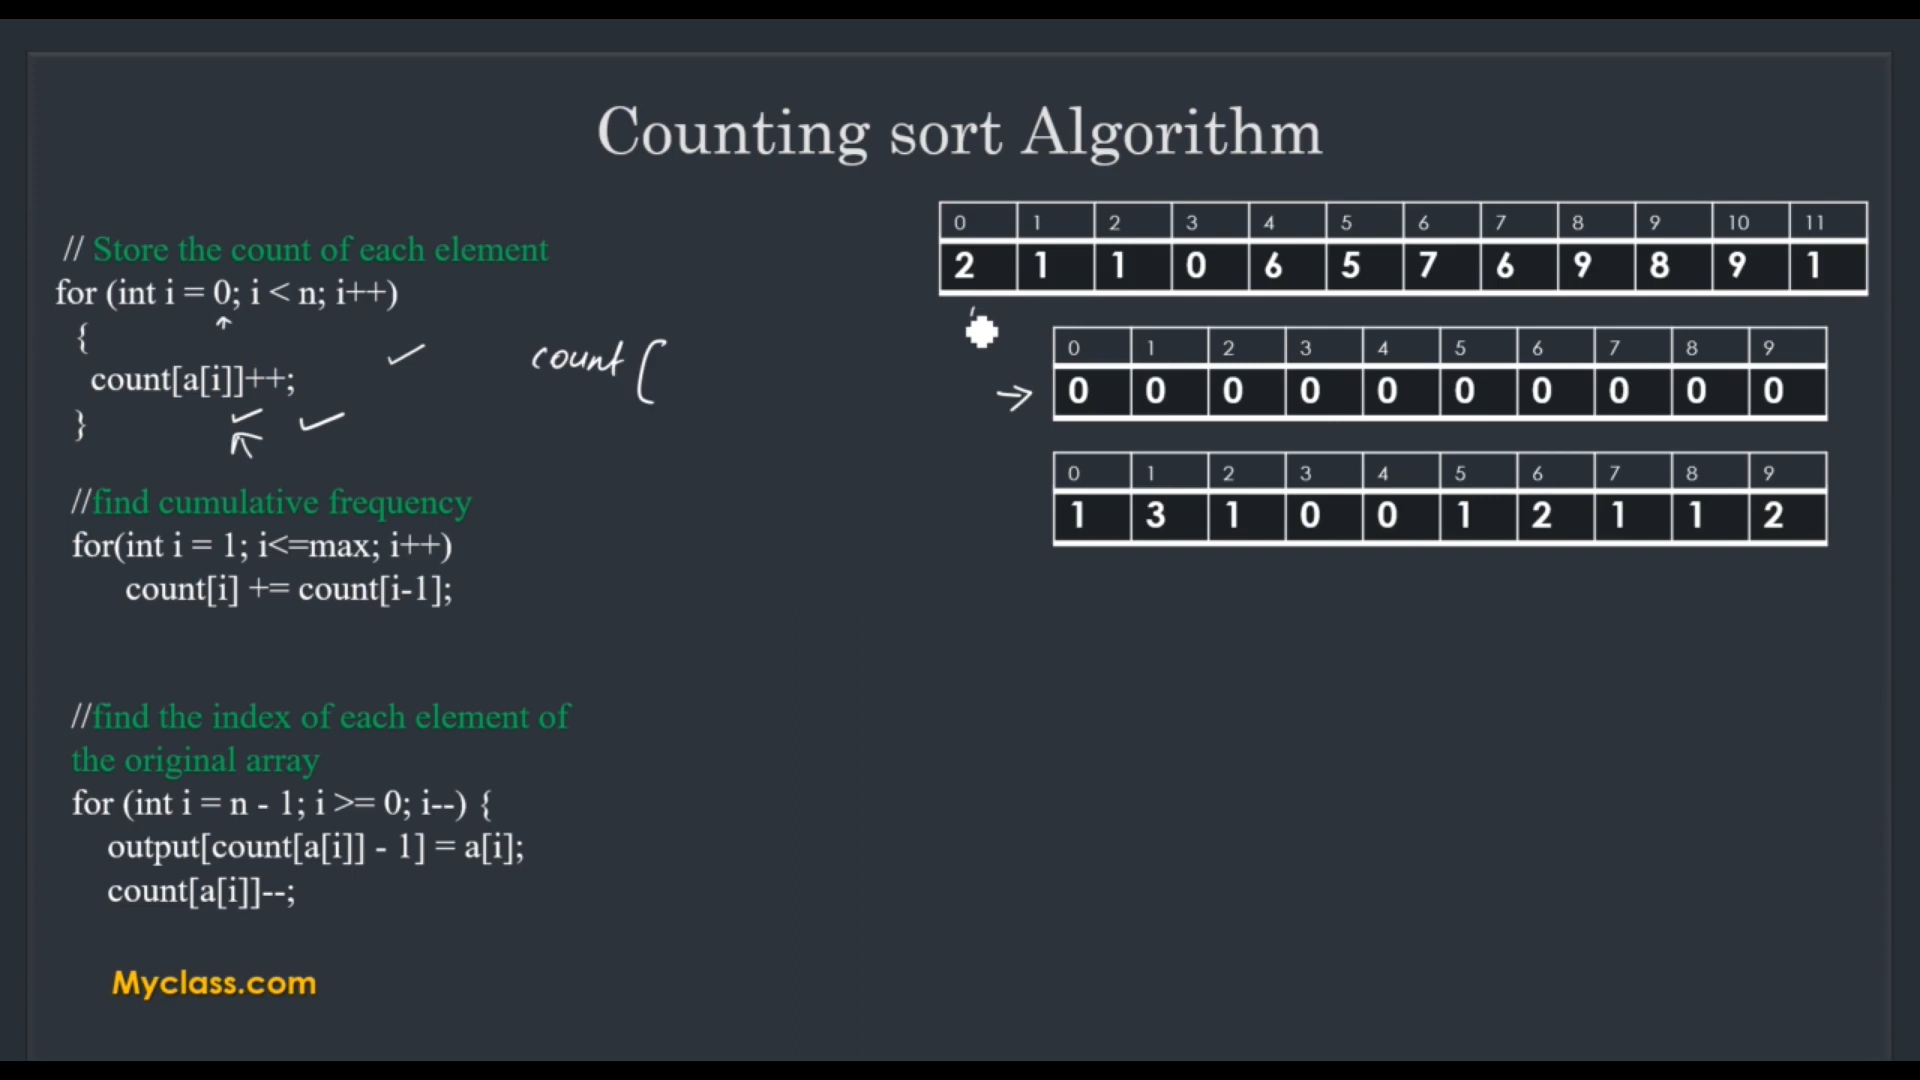 Counting sort Algorithm
// Store the count of each element
for (int i = 0; i < n; i++)
{
count[a[i]]++;
}
count [
//find cumulative frequency
for(int i = 1; i<=max; i++)
count[i] += count[i-1];
//find the index of each element of
the original array
for (int i = n - 1; i >= 0; i--) {
output[count[a[i]] - 1] = a[i];
count[a[i]]--;
Myclass.com
0 1 2 3 4 5 6 7 8 9 10 11
2 1 1 0 6 5 7 6 9 8 9 1
0 1 2 3 4 5 6 7 8 9
0 0 0 0 0 0 0 0 0 0
0 1 2 3 4 5 6 7 8 9
1 3 1 0 0 1 2 1 1 2